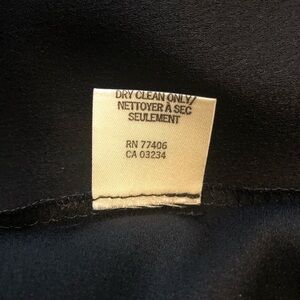 DRY CLEAN ONLY/
NETTOYER À SEC
SEULEMENT
RN 77406
CA 03234